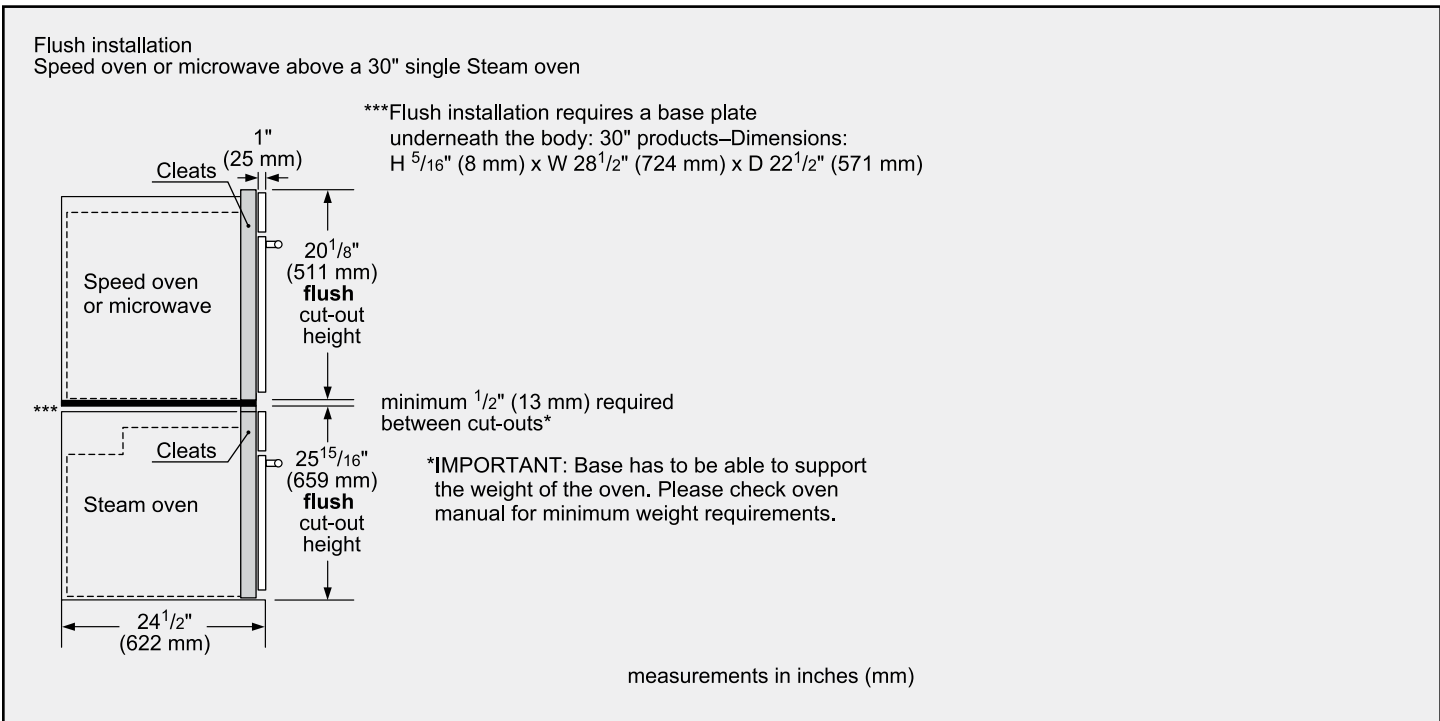 Flush installation
Speed oven or microwave above a 30" single Steam oven
***Flush installation requires a base plate
underneath the body: 30" products–Dimensions:
H 5/16" (8 mm) x W 28 1/2" (724 mm) x D 22 1/2" (571 mm)
1"
(25 mm)
Cleats
20 1/8"
(511 mm)
flush
cut-out
height
Speed oven
or microwave
***
minimum 1/2" (13 mm) required
between cut-outs*
Cleats
25 15/16"
(659 mm)
flush
cut-out
height
*IMPORTANT: Base has to be able to support
the weight of the oven. Please check oven
manual for minimum weight requirements.
Steam oven
24 1/2"
(622 mm)
measurements in inches (mm)